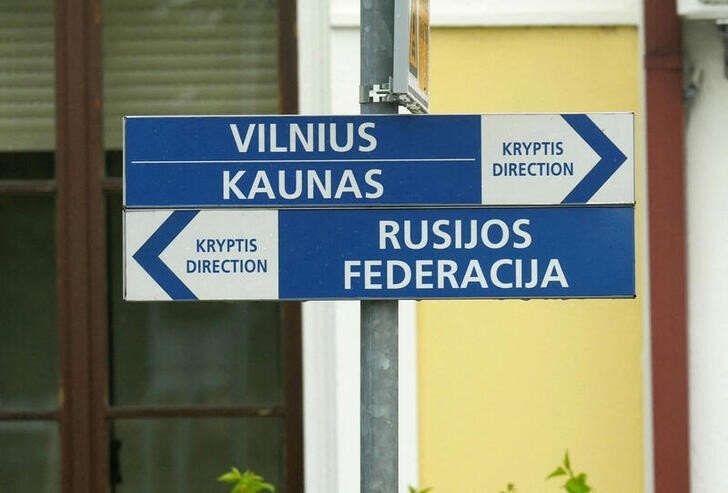 VILNIUS
KAUNAS
KRYPTIS
DIRECTION
KRYPTIS
DIRECTION
RUSIJOS
FEDERACIJA